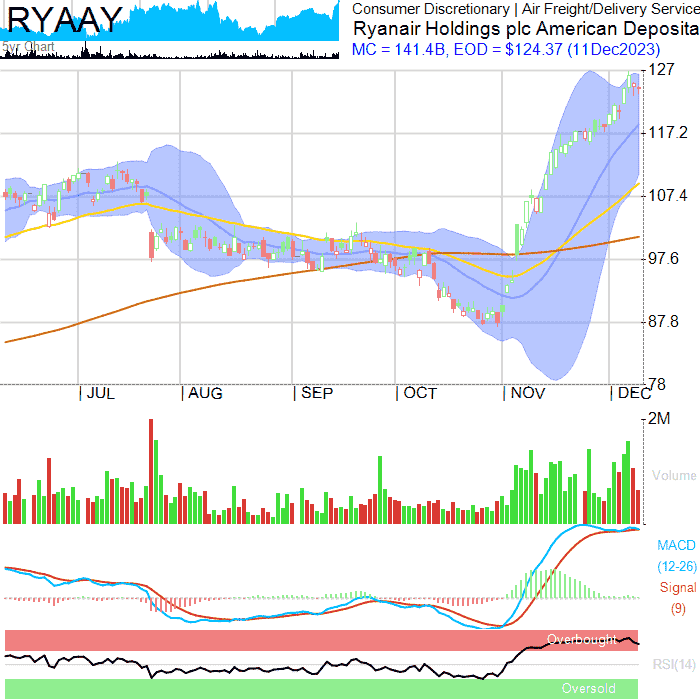 RYAAY
5yr Chart
Consumer Discretionary | Air Freight/Delivery Service
Ryanair Holdings plc American Deposita
MC = 141.4B, EOD = $124.37 (11Dec2023)
127
117.2
107.4
97.6
87.8
78
JUL AUG SEP OCT NOV DEC
2M
Volume
MACD
(12-26)
Signal
(9)
Overbought
RSI(14)
Oversold